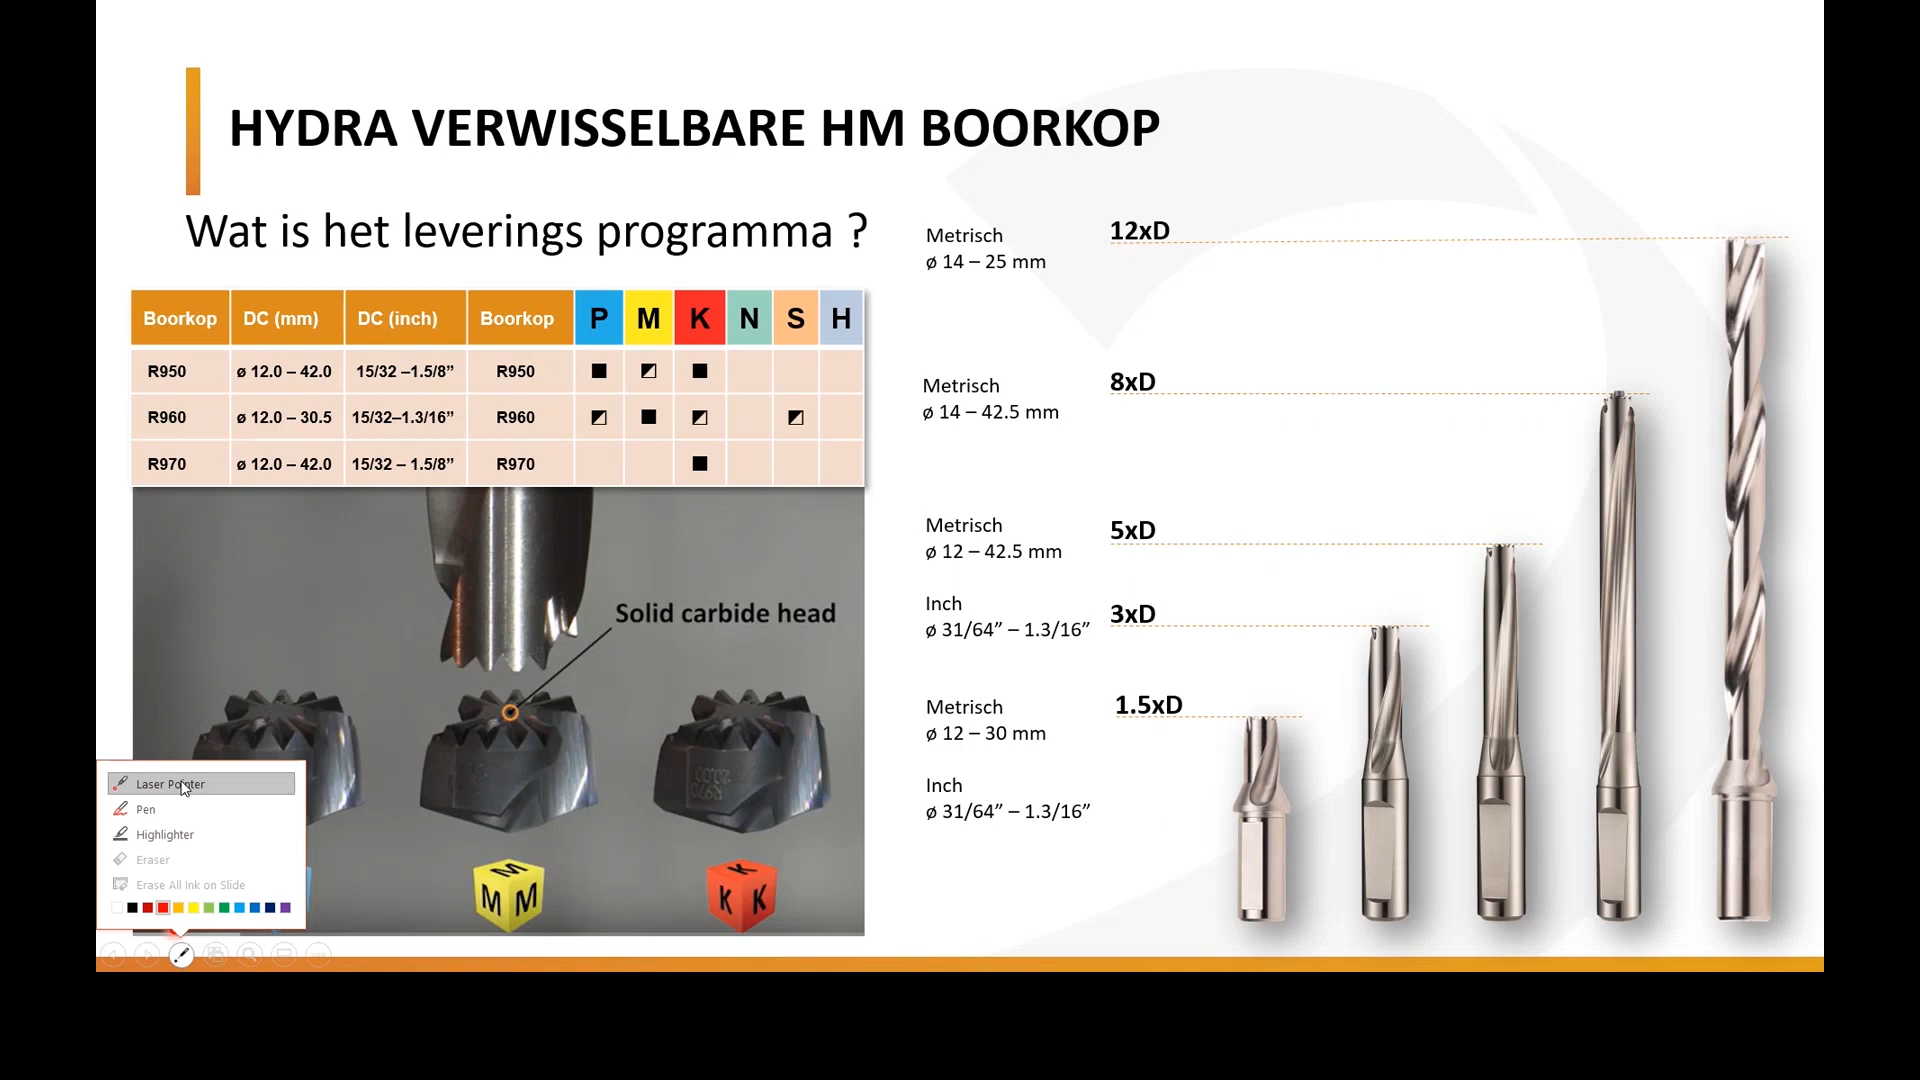 HYDRA VERWISSELBARE HM BOORKOP
Wat is het leverings programma ?
Boorkop DC (mm) DC (inch) Boorkop P M K N S H
R950 ø 12.0 – 42.0 15/32 –1.5/8” R950
R960 ø 12.0 – 30.5 15/32–1.3/16” R960
R970 ø 12.0 – 42.0 15/32 – 1.5/8” R970
Solid carbide head
R970
20.00
M
M M
K
K K
Metrisch
ø 14 – 25 mm
12xD
Metrisch
ø 14 – 42.5 mm
8xD
Metrisch
ø 12 – 42.5 mm
5xD
Inch
ø 31/64” – 1.3/16”
3xD
Metrisch
ø 12 – 30 mm
1.5xD
Inch
ø 31/64” – 1.3/16”
Laser Pointer
Pen
Highlighter
Eraser
Erase All Ink on Slide